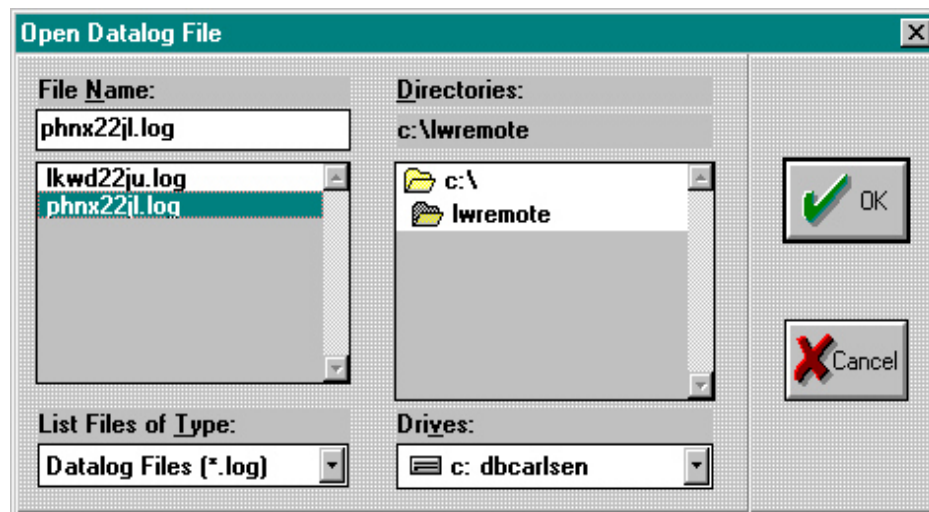 Open Datalog File
File Name:
phnx22jl.log
lkwd22ju.log
phnx22jl.log
List Files of Type:
Datalog Files (*.log)
Directories:
c:\lwremote
c:\
lwremote
Drives:
c: dbcarlsen
OK
Cancel